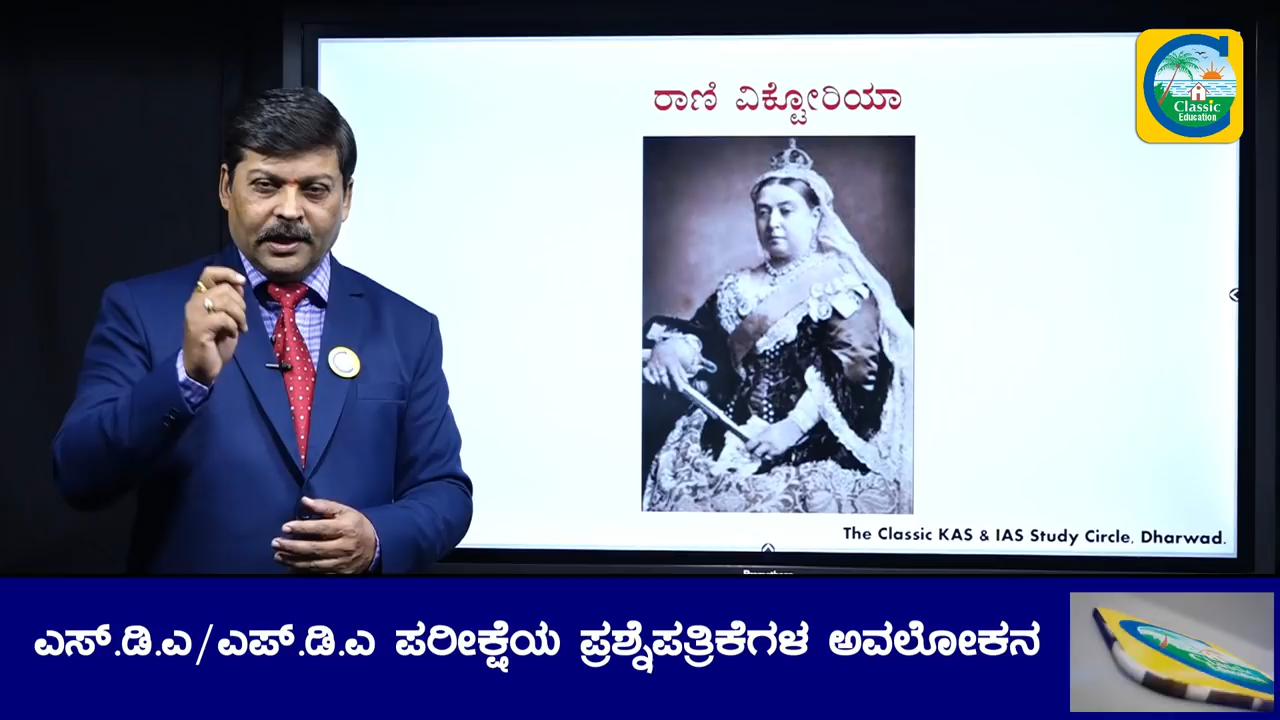 ರಾಣಿ ವಿಕ್ಟೋರಿಯಾ
Classic
Education
The Classic KAS & IAS Study Circle, Dharwad.
ಎಸ್.ಡಿ.ಎ/ಎಫ್.ಡಿ.ಎ ಪರೀಕ್ಷೆಯ ಪ್ರಶ್ನೆಪತ್ರಿಕೆಗಳ ಅವಲೋಕನ